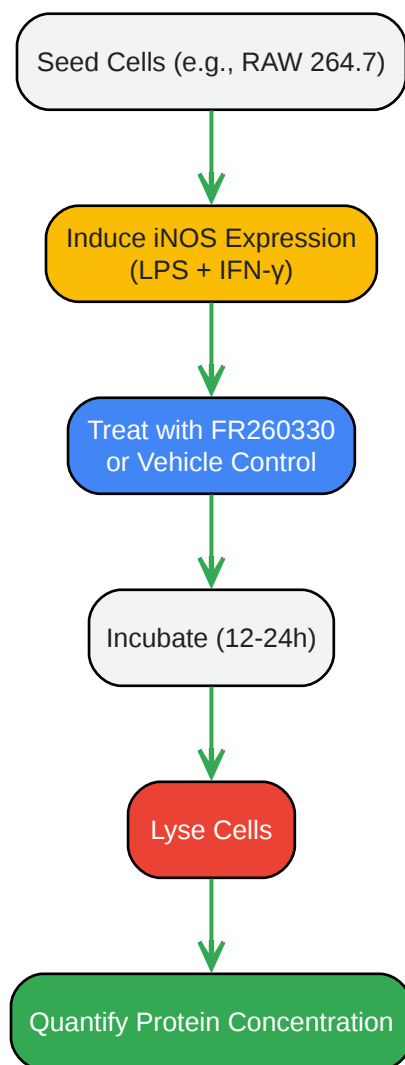 Seed Cells (e.g., RAW 264.7)
Induce iNOS Expression
(LPS + IFN-γ)
Treat with FR260330
or Vehicle Control
Incubate (12-24h)
Lyse Cells
Quantify Protein Concentration